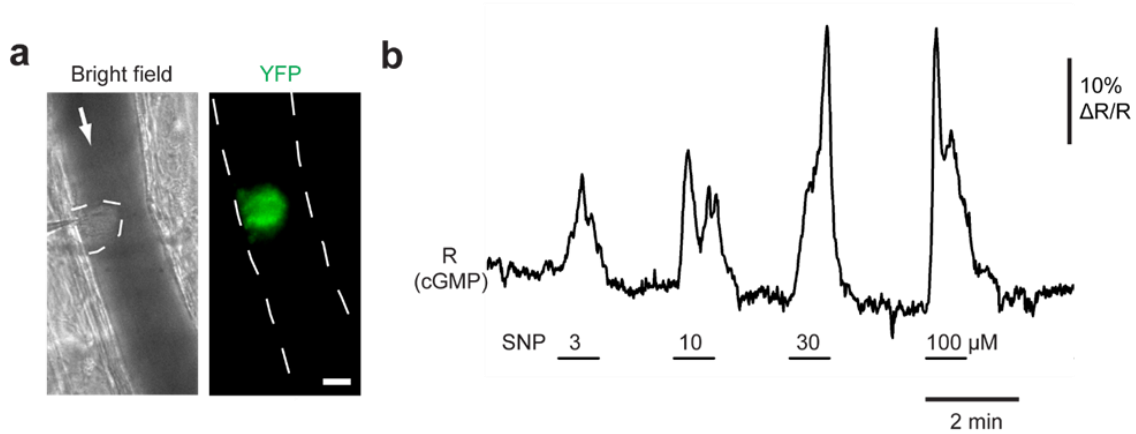 a
Bright field
YFP
b
10%
ΔR/R
R
(cGMP)
SNP 3 10 30 100 μM
2 min